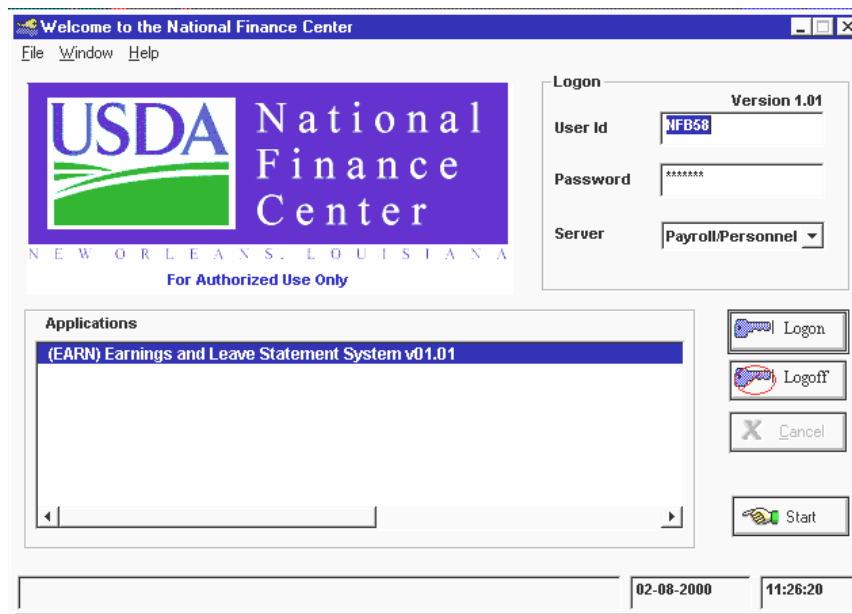 Welcome to the National Finance Center
File Window Help
USDA National
Finance
Center
NEW ORLEANS, LOUISIANA
For Authorized Use Only
Logon
Version 1.01
User Id NFB58
Password *******
Server Payroll/Personnel
Applications
(EARN) Earnings and Leave Statement System v01.01
Logon
Logoff
Cancel
Start
02-08-2000 11:26:20